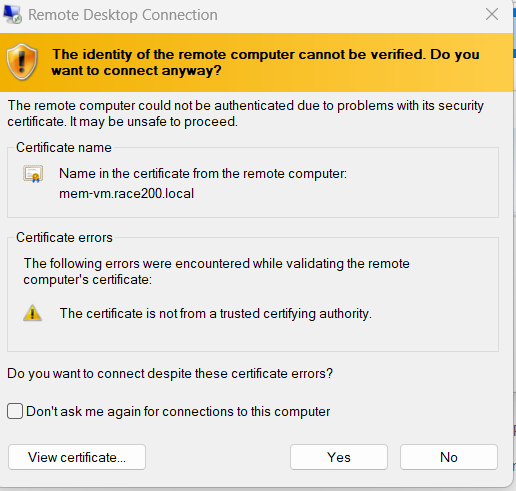 Remote Desktop Connection
The identity of the remote computer cannot be verified. Do you
want to connect anyway?
The remote computer could not be authenticated due to problems with its security
certificate. It may be unsafe to proceed.
Certificate name
Name in the certificate from the remote computer:
mem-vm.race200.local
Certificate errors
The following errors were encountered while validating the remote
computer's certificate:
The certificate is not from a trusted certifying authority.
Do you want to connect despite these certificate errors?
Don't ask me again for connections to this computer
View certificate...
Yes
No